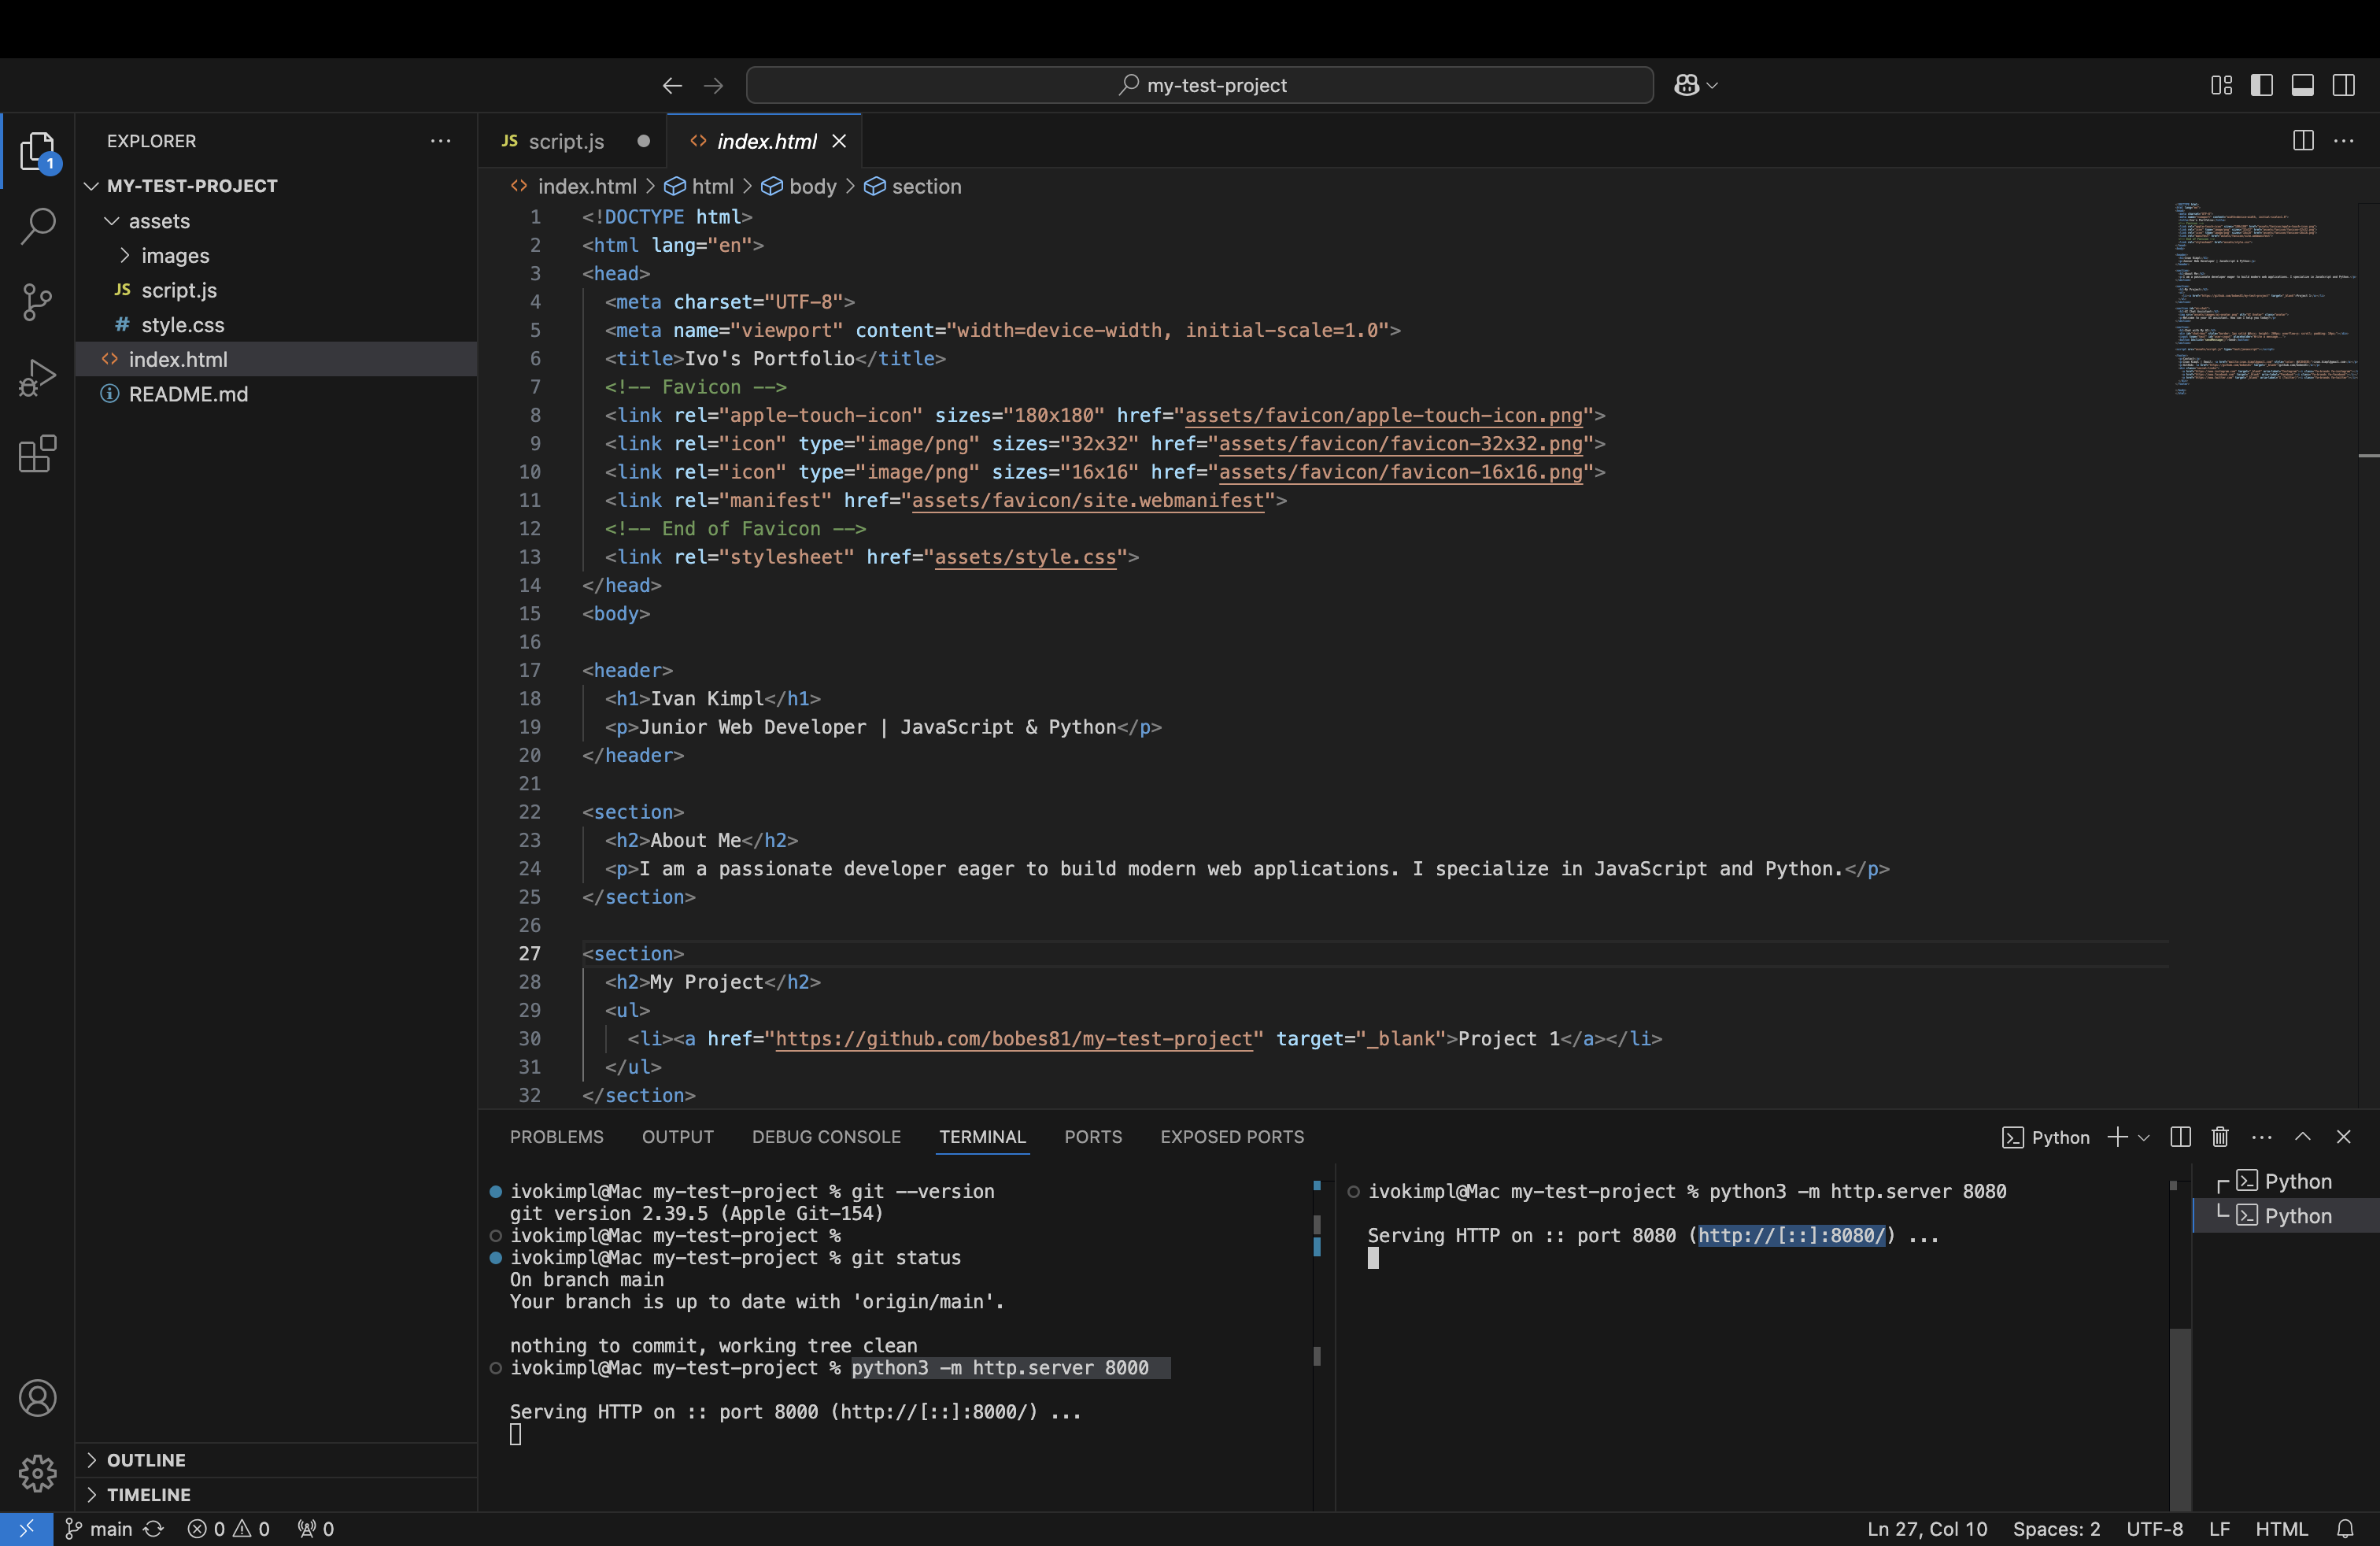 my-test-project
EXPLORER
1
MY-TEST-PROJECT
assets
images
JS script.js
# style.css
index.html
README.md
OUTLINE
TIMELINE
JS script.js
index.html
index.html > html > body > section
1 <!DOCTYPE html>
2 <html lang="en">
3 <head>
4 <meta charset="UTF-8">
5 <meta name="viewport" content="width=device-width, initial-scale=1.0">
6 <title>Ivo's Portfolio</title>
7 <!-- Favicon -->
8 <link rel="apple-touch-icon" sizes="180x180" href="assets/favicon/apple-touch-icon.png">
9 <link rel="icon" type="image/png" sizes="32x32" href="assets/favicon/favicon-32x32.png">
10 <link rel="icon" type="image/png" sizes="16x16" href="assets/favicon/favicon-16x16.png">
11 <link rel="manifest" href="assets/favicon/site.webmanifest">
12 <!-- End of Favicon -->
13 <link rel="stylesheet" href="assets/style.css">
14 </head>
15 <body>
16
17 <header>
18 <h1>Ivan Kimpl</h1>
19 <p>Junior Web Developer | JavaScript & Python</p>
20 </header>
21
22 <section>
23 <h2>About Me</h2>
24 <p>I am a passionate developer eager to build modern web applications. I specialize in JavaScript and Python.</p>
25 </section>
26
27 <section>
28 <h2>My Project</h2>
29 <ul>
30 <li><a href="https://github.com/bobes81/my-test-project" target="_blank">Project 1</a></li>
31 </ul>
32 </section>
PROBLEMS OUTPUT DEBUG CONSOLE TERMINAL PORTS EXPOSED PORTS
Python
ivokimpl@Mac my-test-project % git --version
git version 2.39.5 (Apple Git-154)
ivokimpl@Mac my-test-project %
ivokimpl@Mac my-test-project % git status
On branch main
Your branch is up to date with 'origin/main'.
nothing to commit, working tree clean
ivokimpl@Mac my-test-project % python3 -m http.server 8000
Serving HTTP on :: port 8000 (http://[::]:8000/) ...
ivokimpl@Mac my-test-project % python3 -m http.server 8080
Serving HTTP on :: port 8080 (http://[::]:8080/) ...
Python
Python
main 0 0 0
Ln 27, Col 10 Spaces: 2 UTF-8 LF HTML